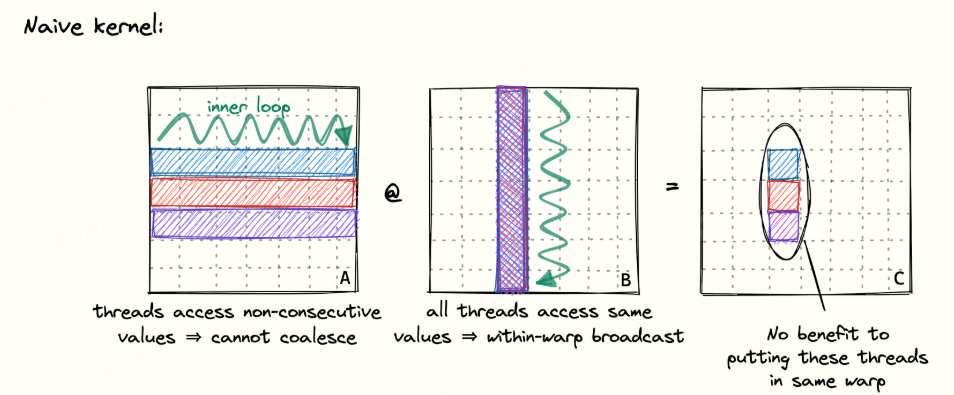 Naive kernel:
inner loop
A
@
B
=
C
threads access non-consecutive
values ⇒ cannot coalesce
all threads access same
values ⇒ within-warp broadcast
No benefit to
putting these threads
in same warp